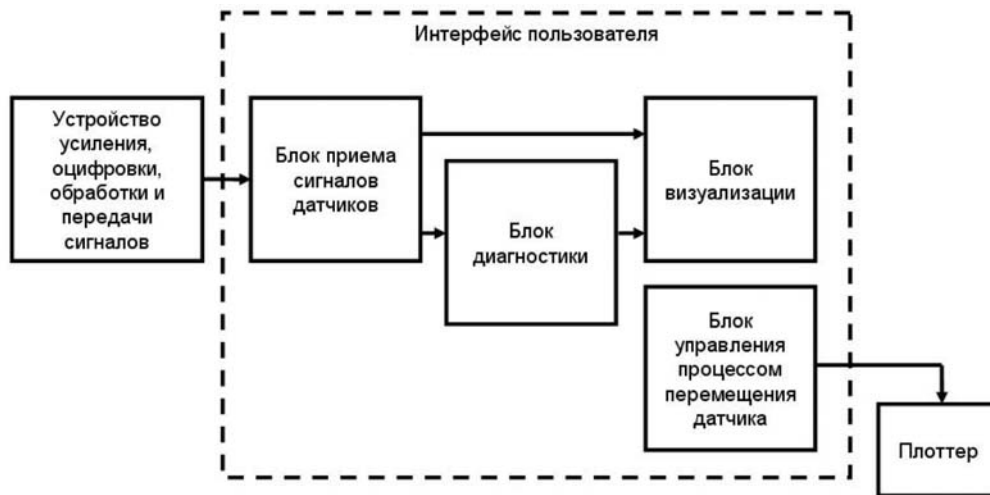 Интерфейс пользователя
Устройство
усиления,
оцифровки,
обработки и
передачи
сигналов
Блок приема
сигналов
датчиков
Блок
диагностики
Блок
визуализации
Блок
управления
процессом
перемещения
датчика
Плоттер